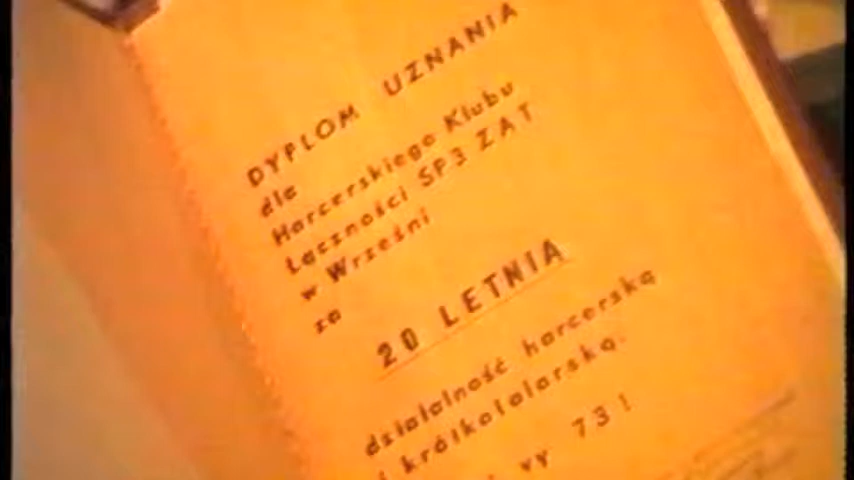 DYPLOM UZNANIA
dla
Harcerskiego Klubu
Łączności SP3 ZAT
w Wrześni
za
20 LETNIA
działalność harcerską
i krótkofalarską.
vy 73!